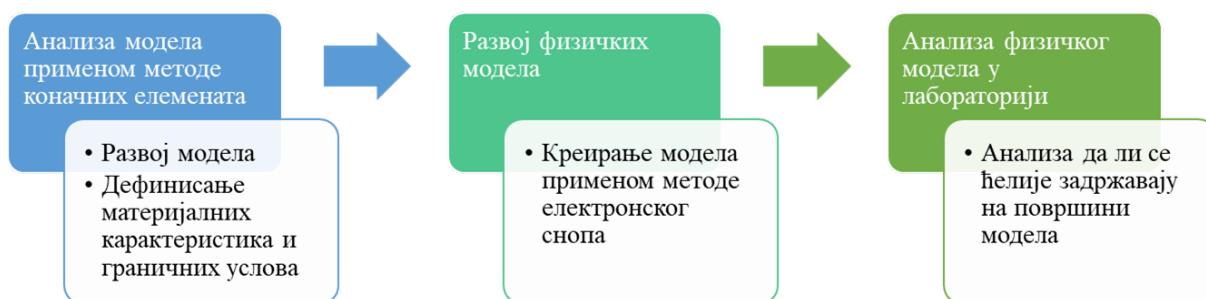 Анализа модела
применом методе
коначних елемената
• Развој модела
• Дефинисање
материјалних
карактеристика и
граничних услова
Развој физичких
модела
• Креирање модела
применом методе
електронског
снопа
Анализа физичког
модела у
лабораторији
• Анализа да ли се
ћелије задржавају
на површини
модела